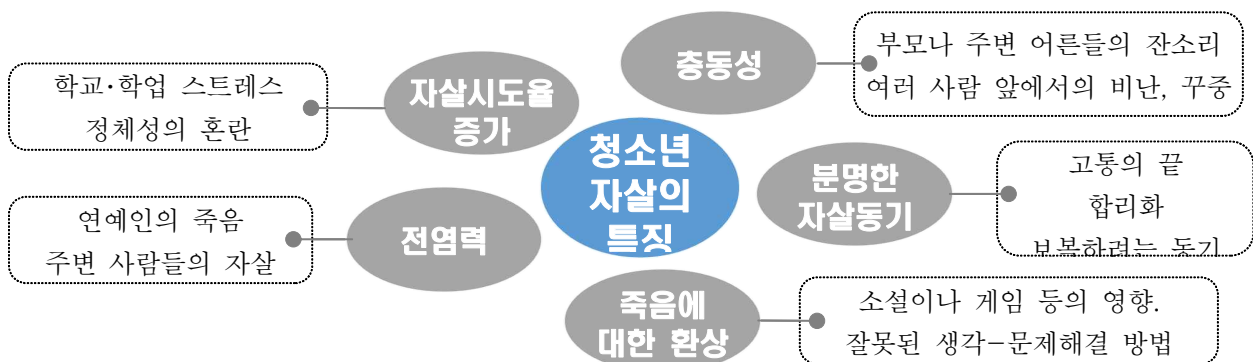 충동성
부모나 주변 어른들의 잔소리
여러 사람 앞에서의 비난, 꾸중
학교·학업 스트레스
정체성의 혼란
자살시도율
증가
청소년
자살의
특징
분명한
자살동기
고통의 끝
합리화
보복하려는 동기
연예인의 죽음
주변 사람들의 자살
전염력
죽음에
대한 환상
소설이나 게임 등의 영향.
잘못된 생각-문제해결 방법